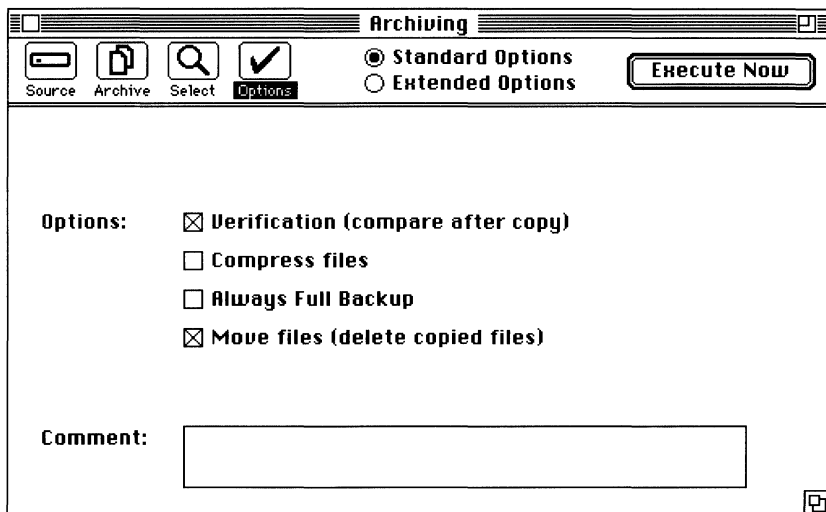 Archiving
Source Archive Select Options
Standard Options
Extended Options
Execute Now
Options: Verification (compare after copy)
Compress files
Always Full Backup
Move files (delete copied files)
Comment: